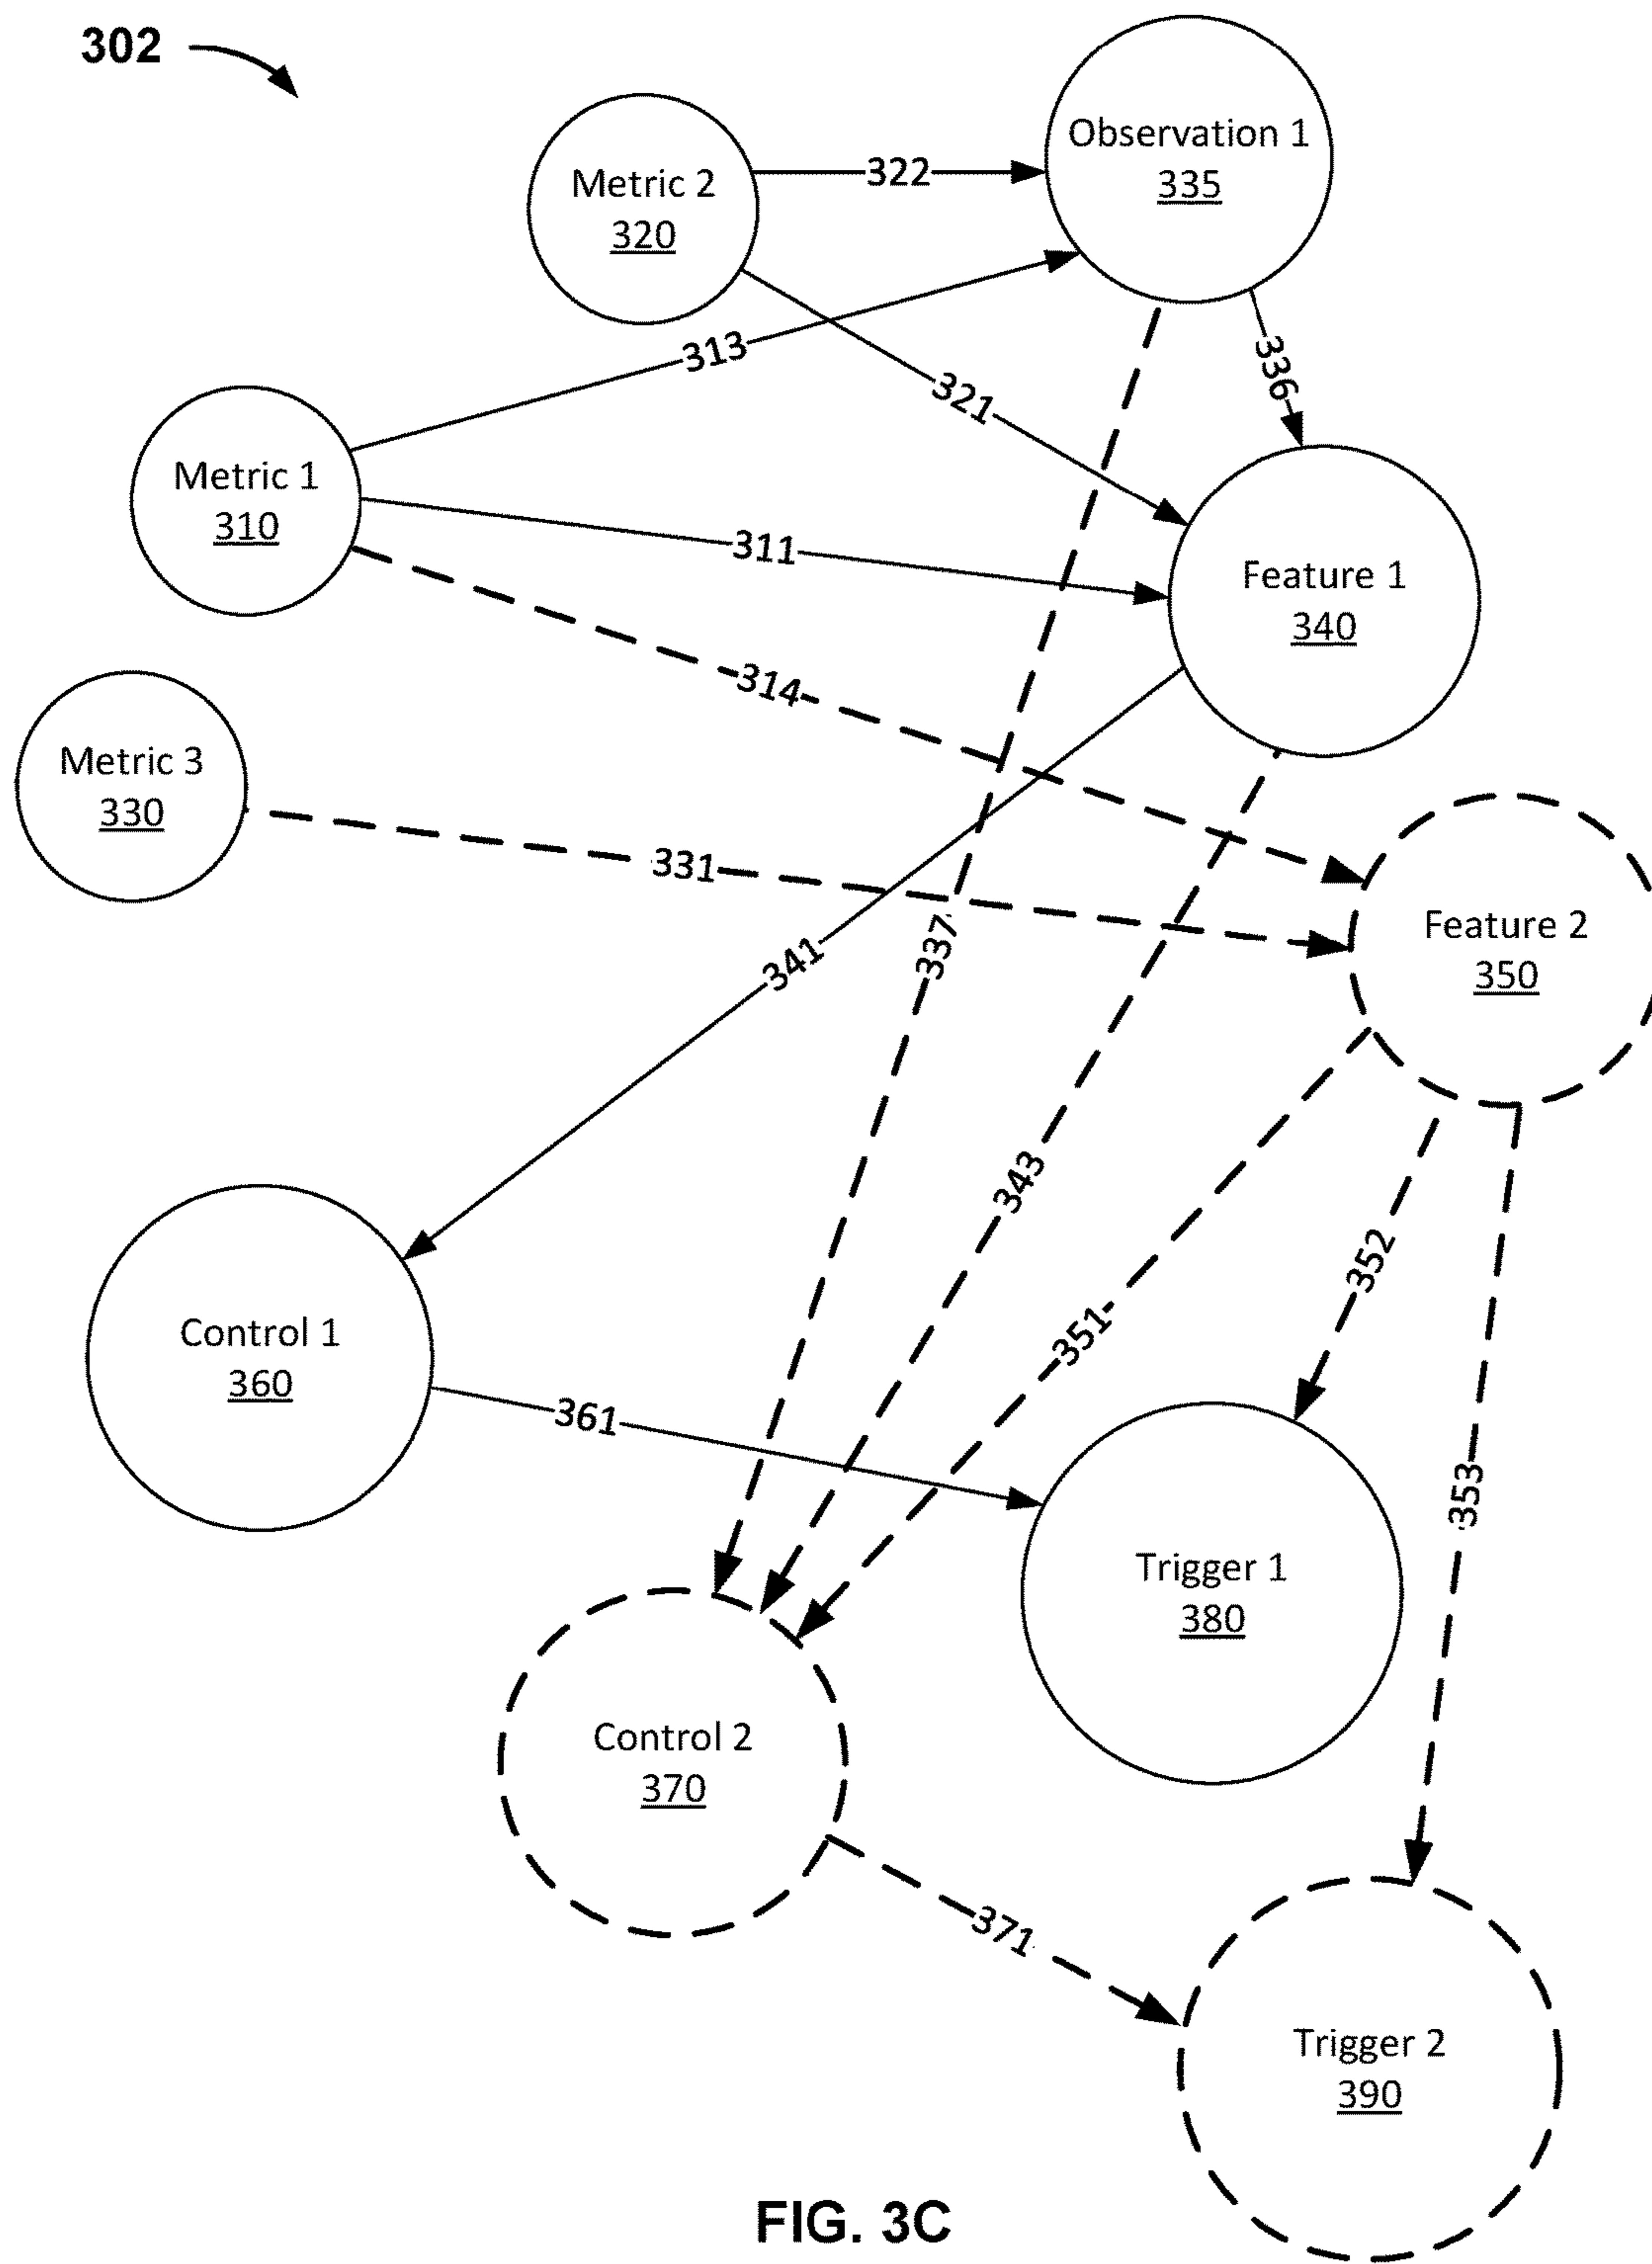 302
Observation 1
335
Metric 2
320
322
313
321
336
Metric 1
310
311
Feature 1
340
314
Metric 3
330
331
Feature 2
350
337
341
343
352
351
Control 1
360
361
353
Trigger 1
380
Control 2
370
371
Trigger 2
390
FIG. 3C